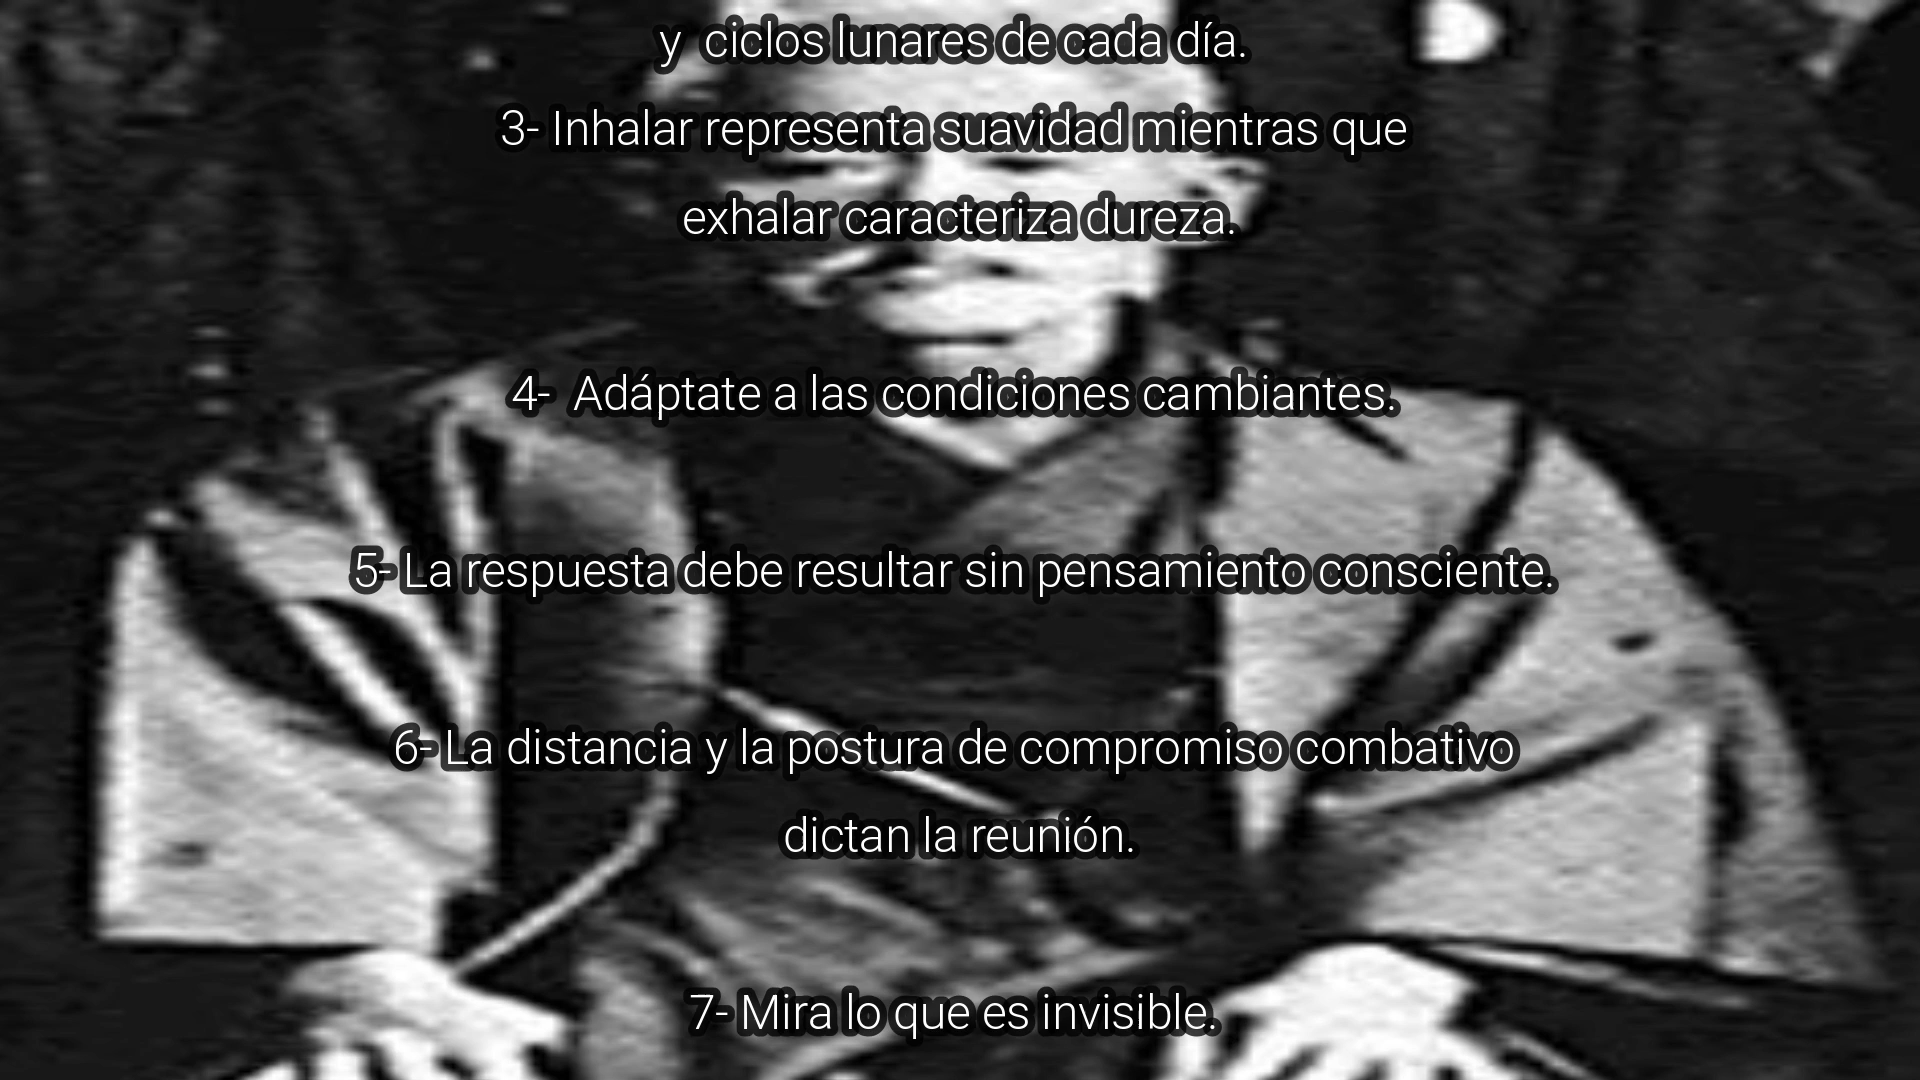 y  ciclos lunares de cada día.
3- Inhalar representa suavidad mientras que
exhalar caracteriza dureza.
4-  Adáptate a las condiciones cambiantes.
5- La respuesta debe resultar sin pensamiento consciente.
6- La distancia y la postura de compromiso combativo
dictan la reunión.
7- Mira lo que es invisible.